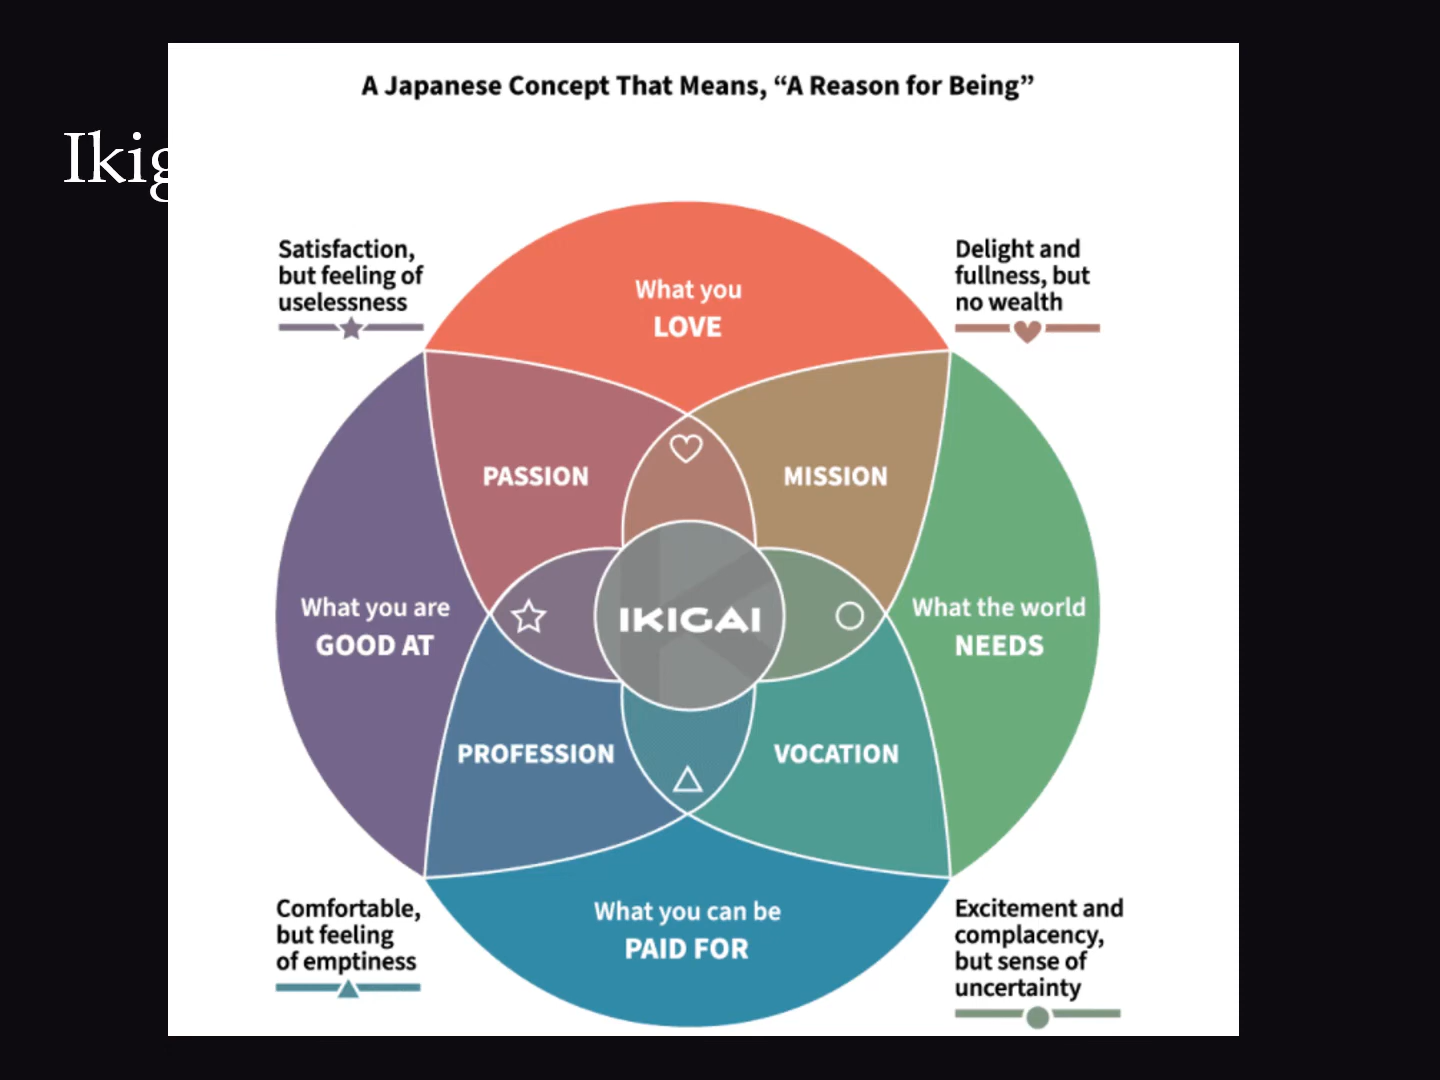 A Japanese Concept That Means, “A Reason for Being”
Ikig
Satisfaction,
but feeling of
uselessness
Delight and
fullness, but
no wealth
What you
LOVE
PASSION
MISSION
What you are
GOOD AT
IKIGAI
What the world
NEEDS
PROFESSION
VOCATION
What you can be
PAID FOR
Comfortable,
but feeling
of emptiness
Excitement and
complacency,
but sense of
uncertainty